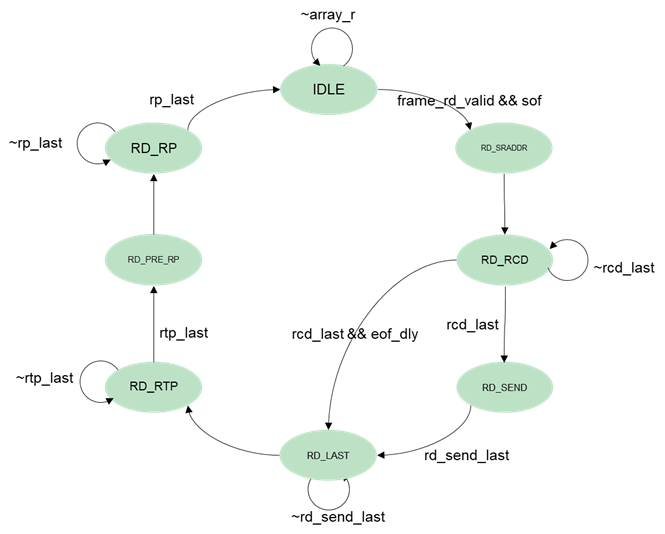 ~array_r
IDLE
rp_last
frame_rd_valid && sof
~rp_last
RD_RP
RD_SRADDR
RD_PRE_RP
RD_RCD
~rcd_last
rtp_last
rcd_last && eof_dly
rcd_last
~rtp_last
RD_RTP
RD_SEND
RD_LAST
rd_send_last
~rd_send_last